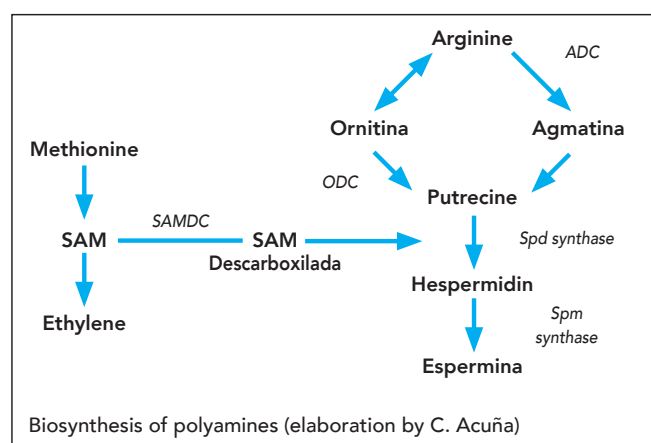 Arginine
ADC
Ornitina
Agmatina
Methionine
ODC
Putrecine
SAMDC
SAM
SAM
Descarboxilada
Spd synthase
Hespermidin
Ethylene
Spm
synthase
Espermina
Biosynthesis of polyamines (elaboration by C. Acuña)